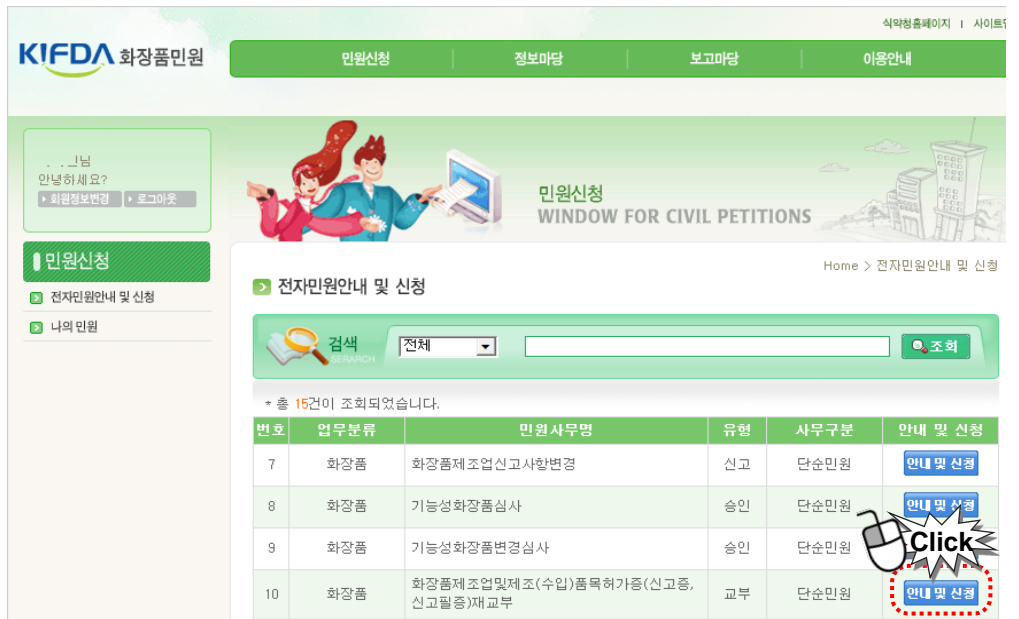 식약청홈페이지 | 사이트
KIFDA 화장품민원
민원신청 정보마당 보고마당 이용안내
님
안녕하세요?
회원정보변경 로그아웃
민원신청
WINDOW FOR CIVIL PETITIONS
민원신청
전자민원안내 및 신청
나의 민원
Home > 전자민원안내 및 신청
전자민원안내 및 신청
검색 전체 조회
SERARCH
* 총 15건이 조회되었습니다.
번호 업무분류 민원사무명 유형 사무구분 안내 및 신청
7 화장품 화장품제조업신고사항변경 신고 단순민원 안내 및 신청
8 화장품 기능성화장품심사 승인 단순민원 안내 및 신청
9 화장품 기능성화장품변경심사 승인 단순민원
Click
10 화장품 화장품제조업및제조(수입)품목허가증(신고증, 교부 단순민원 안내 및 신청
신고필증)재교부